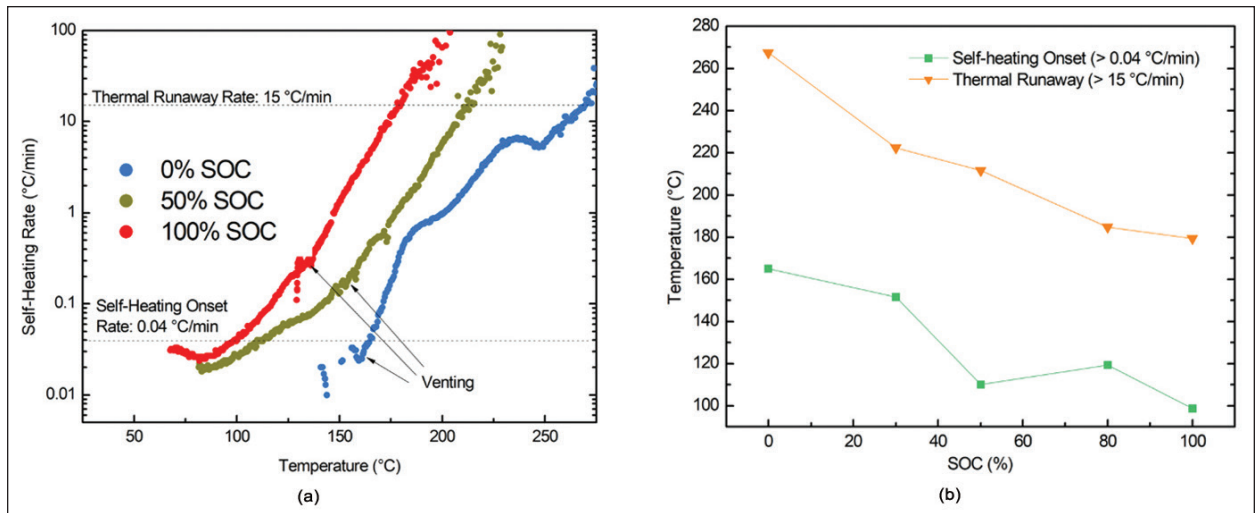 100
10
1
0.1
0.01
Self-Heating Rate (°C/min)
Thermal Runaway Rate: 15 °C/min
0% SOC
50% SOC
100% SOC
Self-Heating Onset
Rate: 0.04 °C/min
Venting
50
100
150
200
250
Temperature (°C)
(a)
280
260
240
220
200
180
160
140
120
100
Temperature (°C)
Self-heating Onset (> 0.04 °C/min)
Thermal Runaway (> 15 °C/min)
0
20
40
60
80
100
SOC (%)
(b)